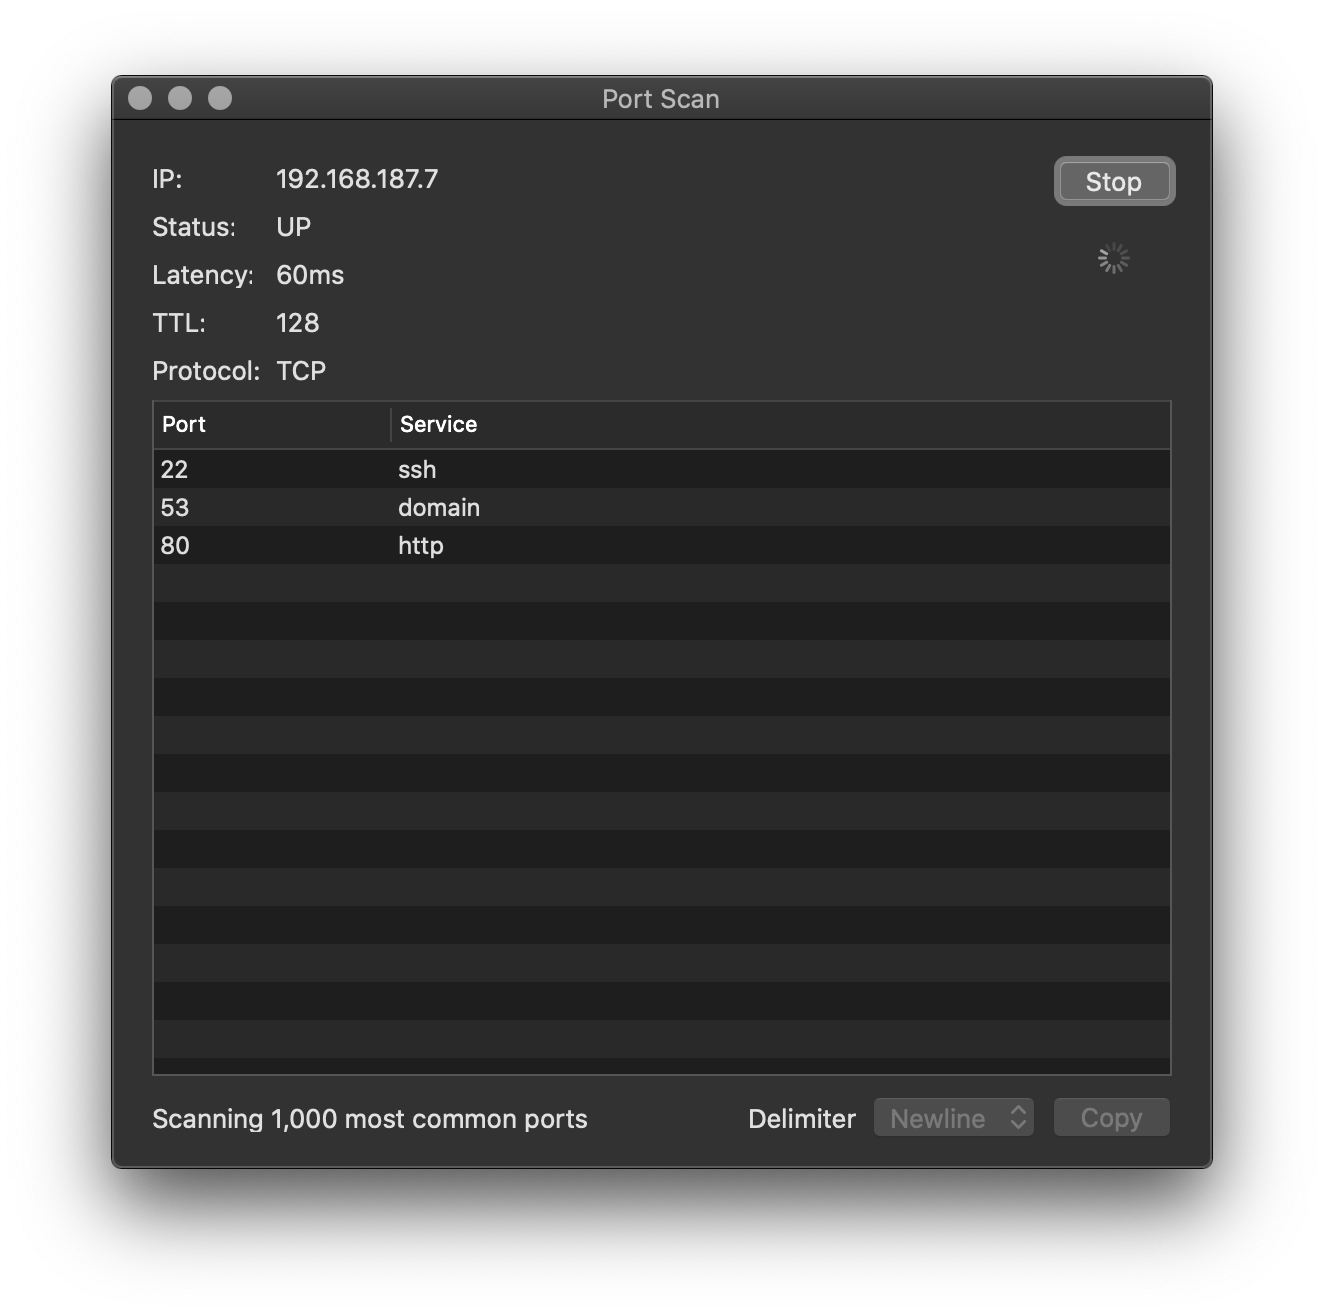 Port Scan
IP: 192.168.187.7
Stop
Status: UP
Latency: 60ms
TTL: 128
Protocol: TCP
Port Service
22 ssh
53 domain
80 http
Scanning 1,000 most common ports Delimiter Newline Copy